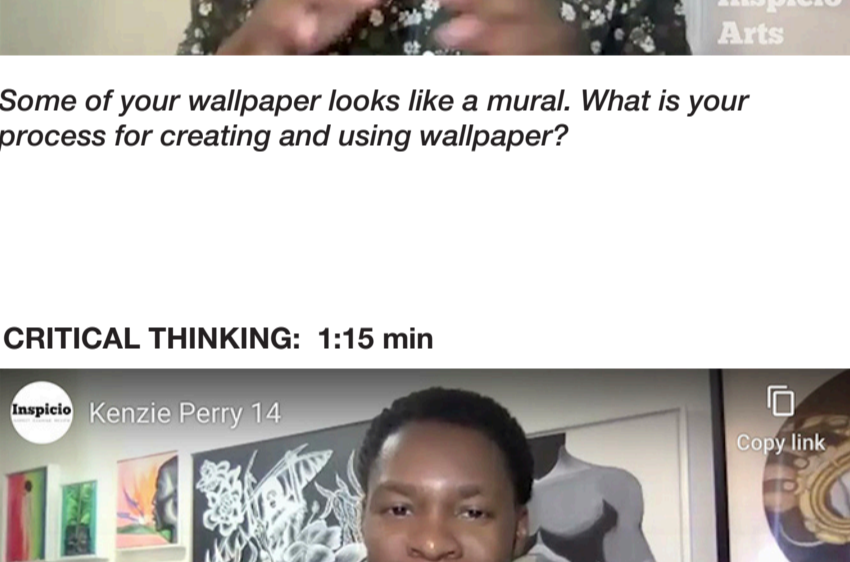 Inspicio
Arts
Some of your wallpaper looks like a mural. What is your
process for creating and using wallpaper?
CRITICAL THINKING:  1:15 min
Inspicio
Kenzie Perry 14
Copy link